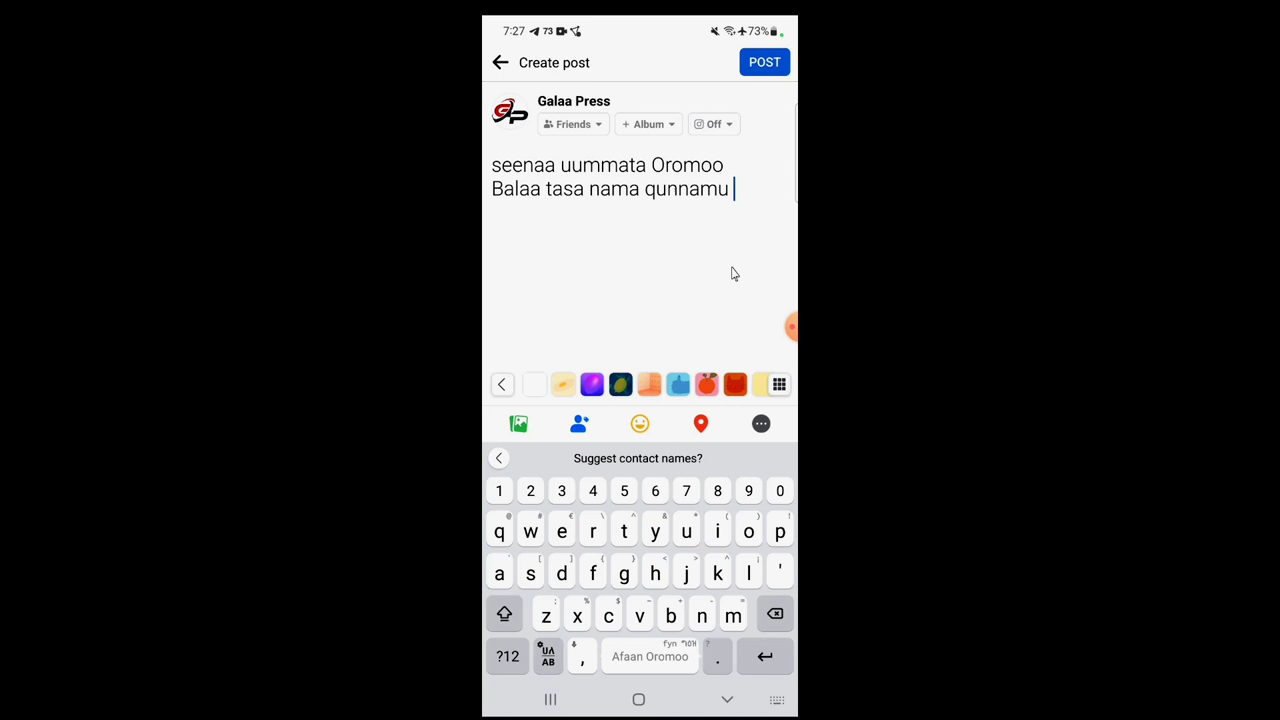 7:27 73 73%
Create post POST
GP Galaa Press
Friends + Album Off
seenaa uummata Oromoo
Balaa tasa nama qunnamu
Suggest contact names?
1 2 3 4 5 6 7 8 9 0
q w e r t y u i o p
a s d f g h j k l '
z x c v b n m
?12 , Afaan Oromoo .